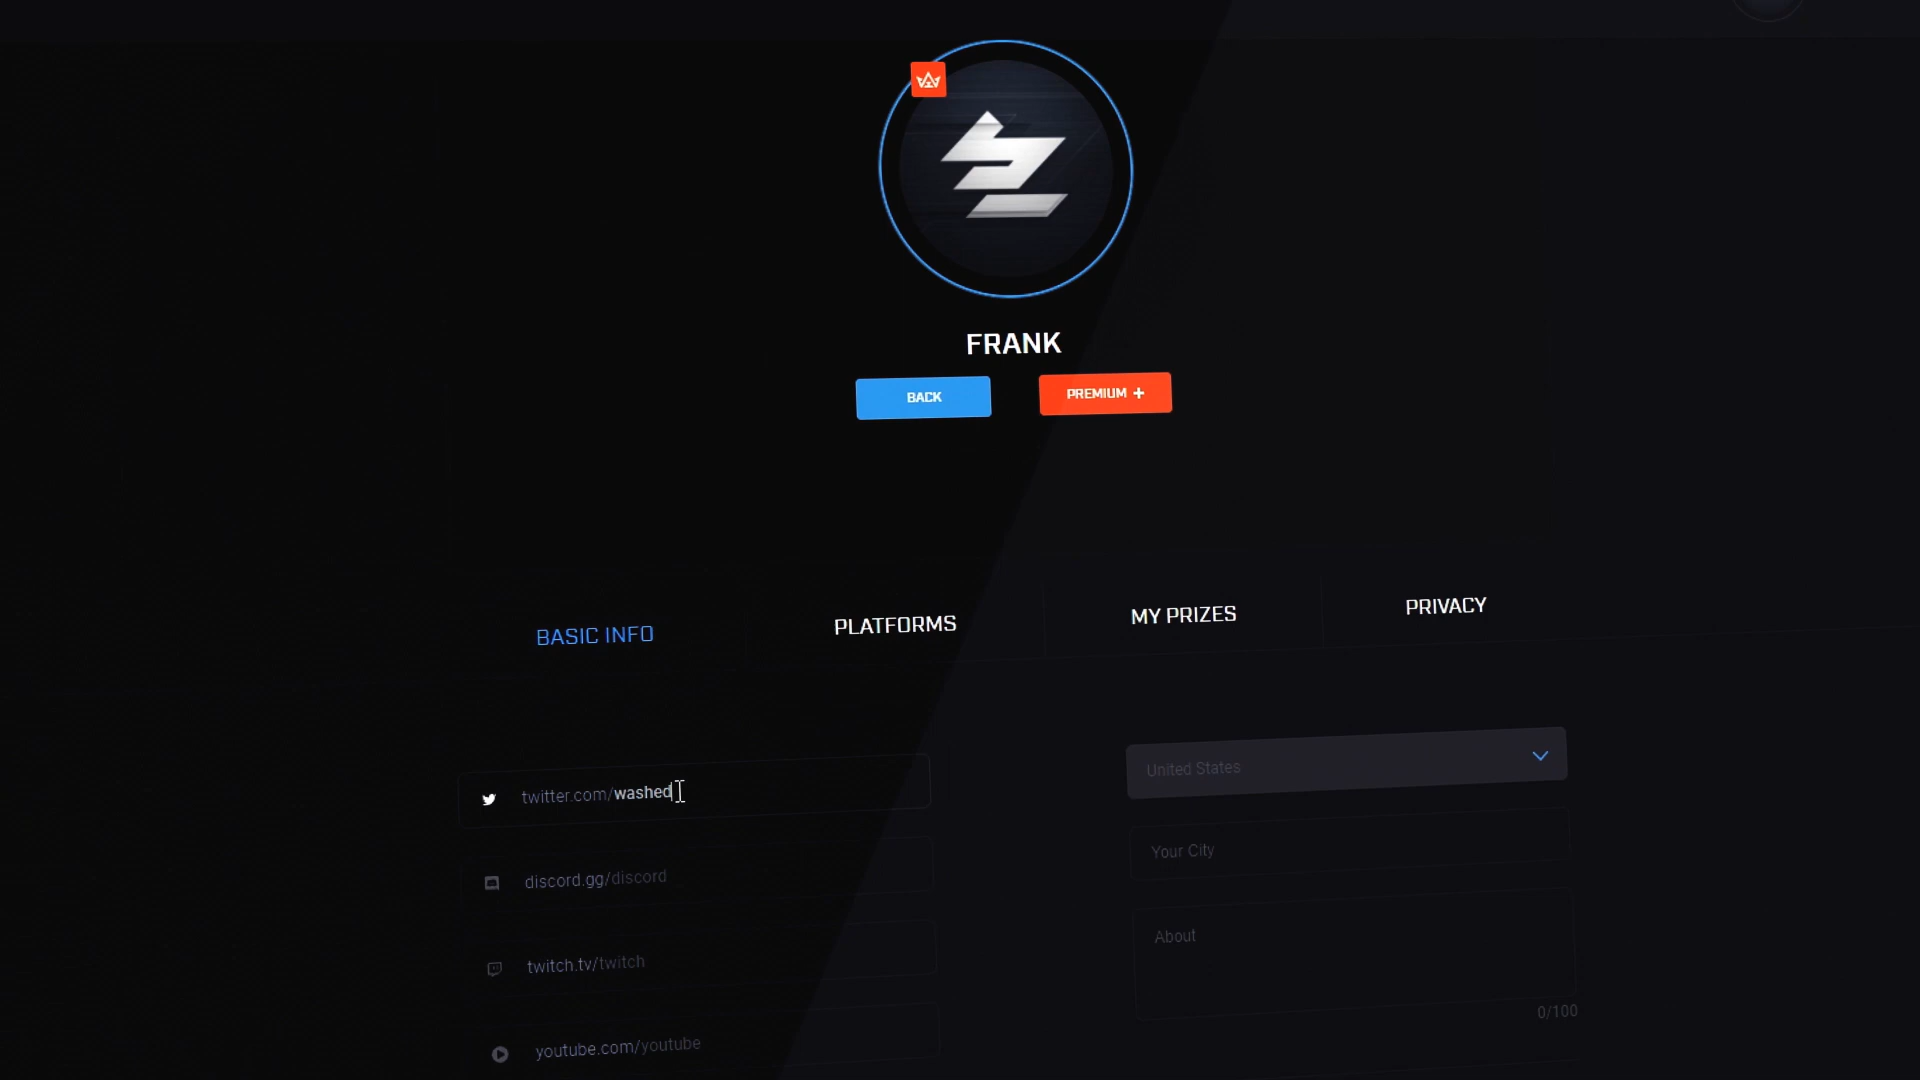 FRANK
BACK
PREMIUM +
BASIC INFO
PLATFORMS
MY PRIZES
PRIVACY
twitter.com/washed
discord.gg/discord
twitch.tv/twitch
youtube.com/youtube
United States
Your City
About
0/100